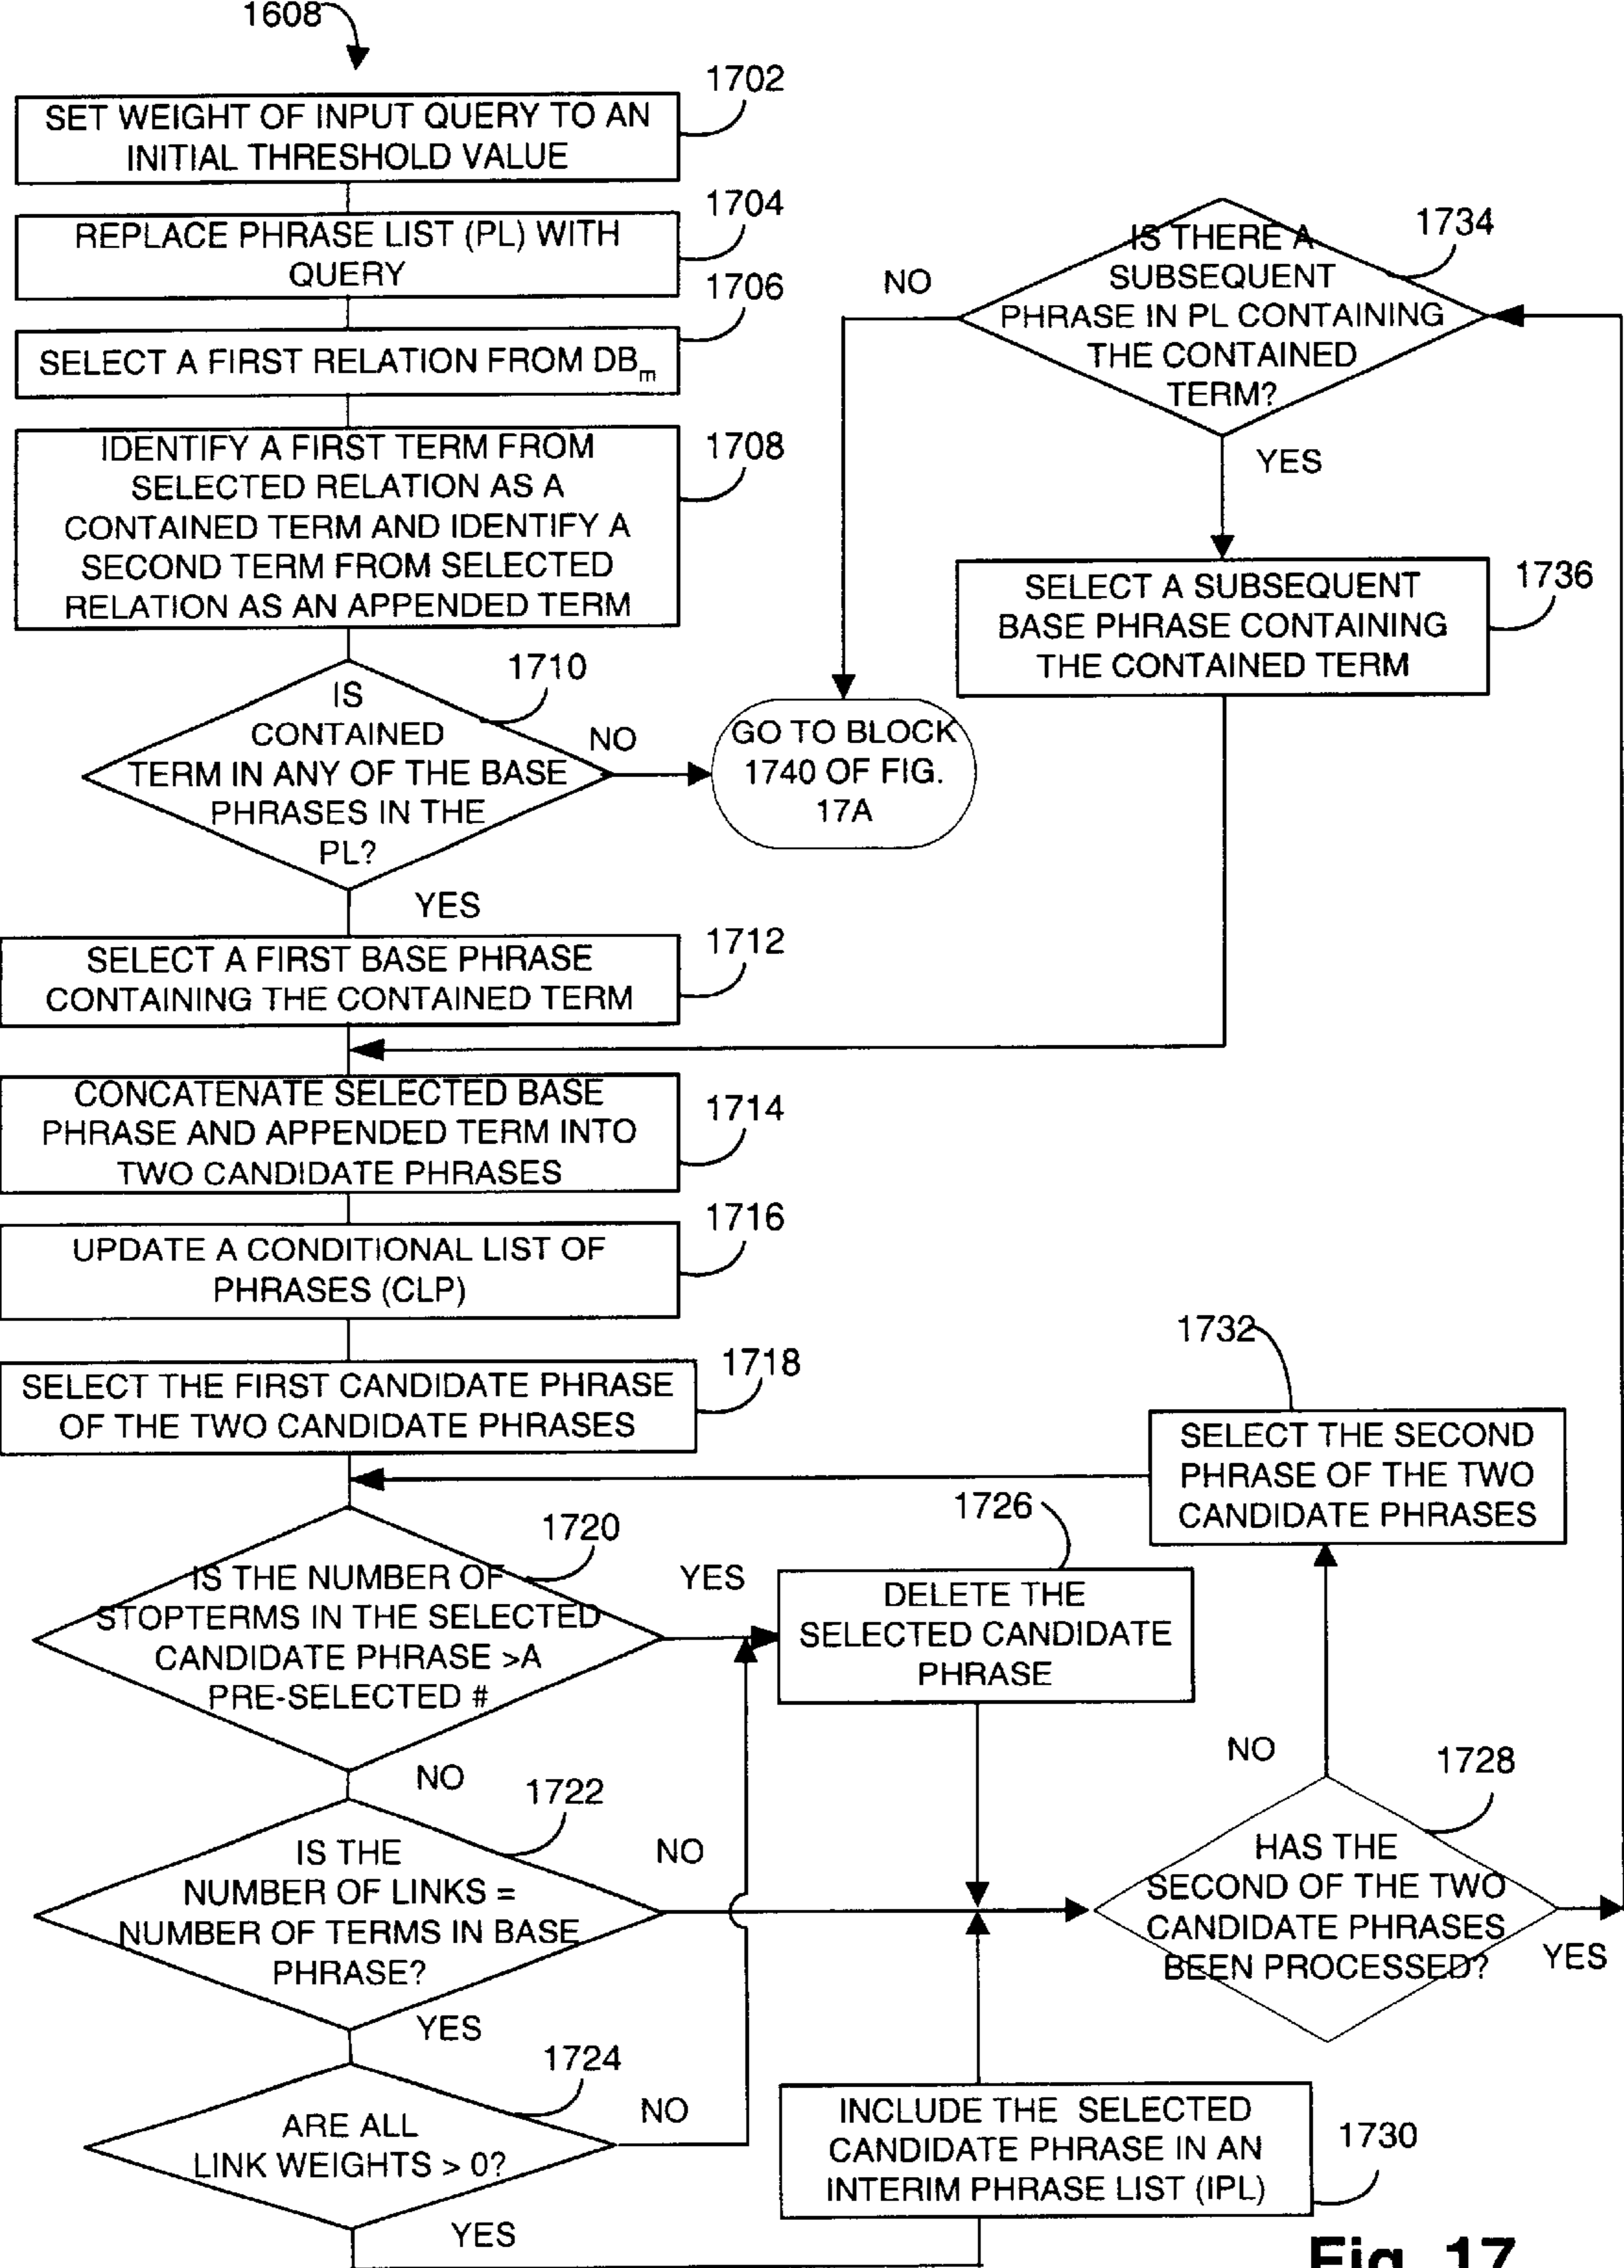 1608
1702
SET WEIGHT OF INPUT QUERY TO AN
INITIAL THRESHOLD VALUE
1704
REPLACE PHRASE LIST (PL) WITH
QUERY
1706
SELECT A FIRST RELATION FROM DBm
1708
IDENTIFY A FIRST TERM FROM
SELECTED RELATION AS A
CONTAINED TERM AND IDENTIFY A
SECOND TERM FROM SELECTED
RELATION AS AN APPENDED TERM
1710
IS
CONTAINED
TERM IN ANY OF THE BASE
PHRASES IN THE
PL?
NO
GO TO BLOCK
1740 OF FIG.
17A
YES
1734
IS THERE A
SUBSEQUENT
PHRASE IN PL CONTAINING
THE CONTAINED
TERM?
NO
YES
1736
SELECT A SUBSEQUENT
BASE PHRASE CONTAINING
THE CONTAINED TERM
1712
SELECT A FIRST BASE PHRASE
CONTAINING THE CONTAINED TERM
1714
CONCATENATE SELECTED BASE
PHRASE AND APPENDED TERM INTO
TWO CANDIDATE PHRASES
1716
UPDATE A CONDITIONAL LIST OF
PHRASES (CLP)
1718
SELECT THE FIRST CANDIDATE PHRASE
OF THE TWO CANDIDATE PHRASES
1732
SELECT THE SECOND
PHRASE OF THE TWO
CANDIDATE PHRASES
1720
IS THE NUMBER OF
STOPTERMS IN THE SELECTED
CANDIDATE PHRASE >A
PRE-SELECTED #
YES
NO
1726
DELETE THE
SELECTED CANDIDATE
PHRASE
1722
IS THE
NUMBER OF LINKS =
NUMBER OF TERMS IN BASE
PHRASE?
NO
YES
1728
HAS THE
SECOND OF THE TWO
CANDIDATE PHRASES
BEEN PROCESSED?
NO
YES
1724
ARE ALL
LINK WEIGHTS > 0?
NO
YES
1730
INCLUDE THE SELECTED
CANDIDATE PHRASE IN AN
INTERIM PHRASE LIST (IPL)
Fig. 17